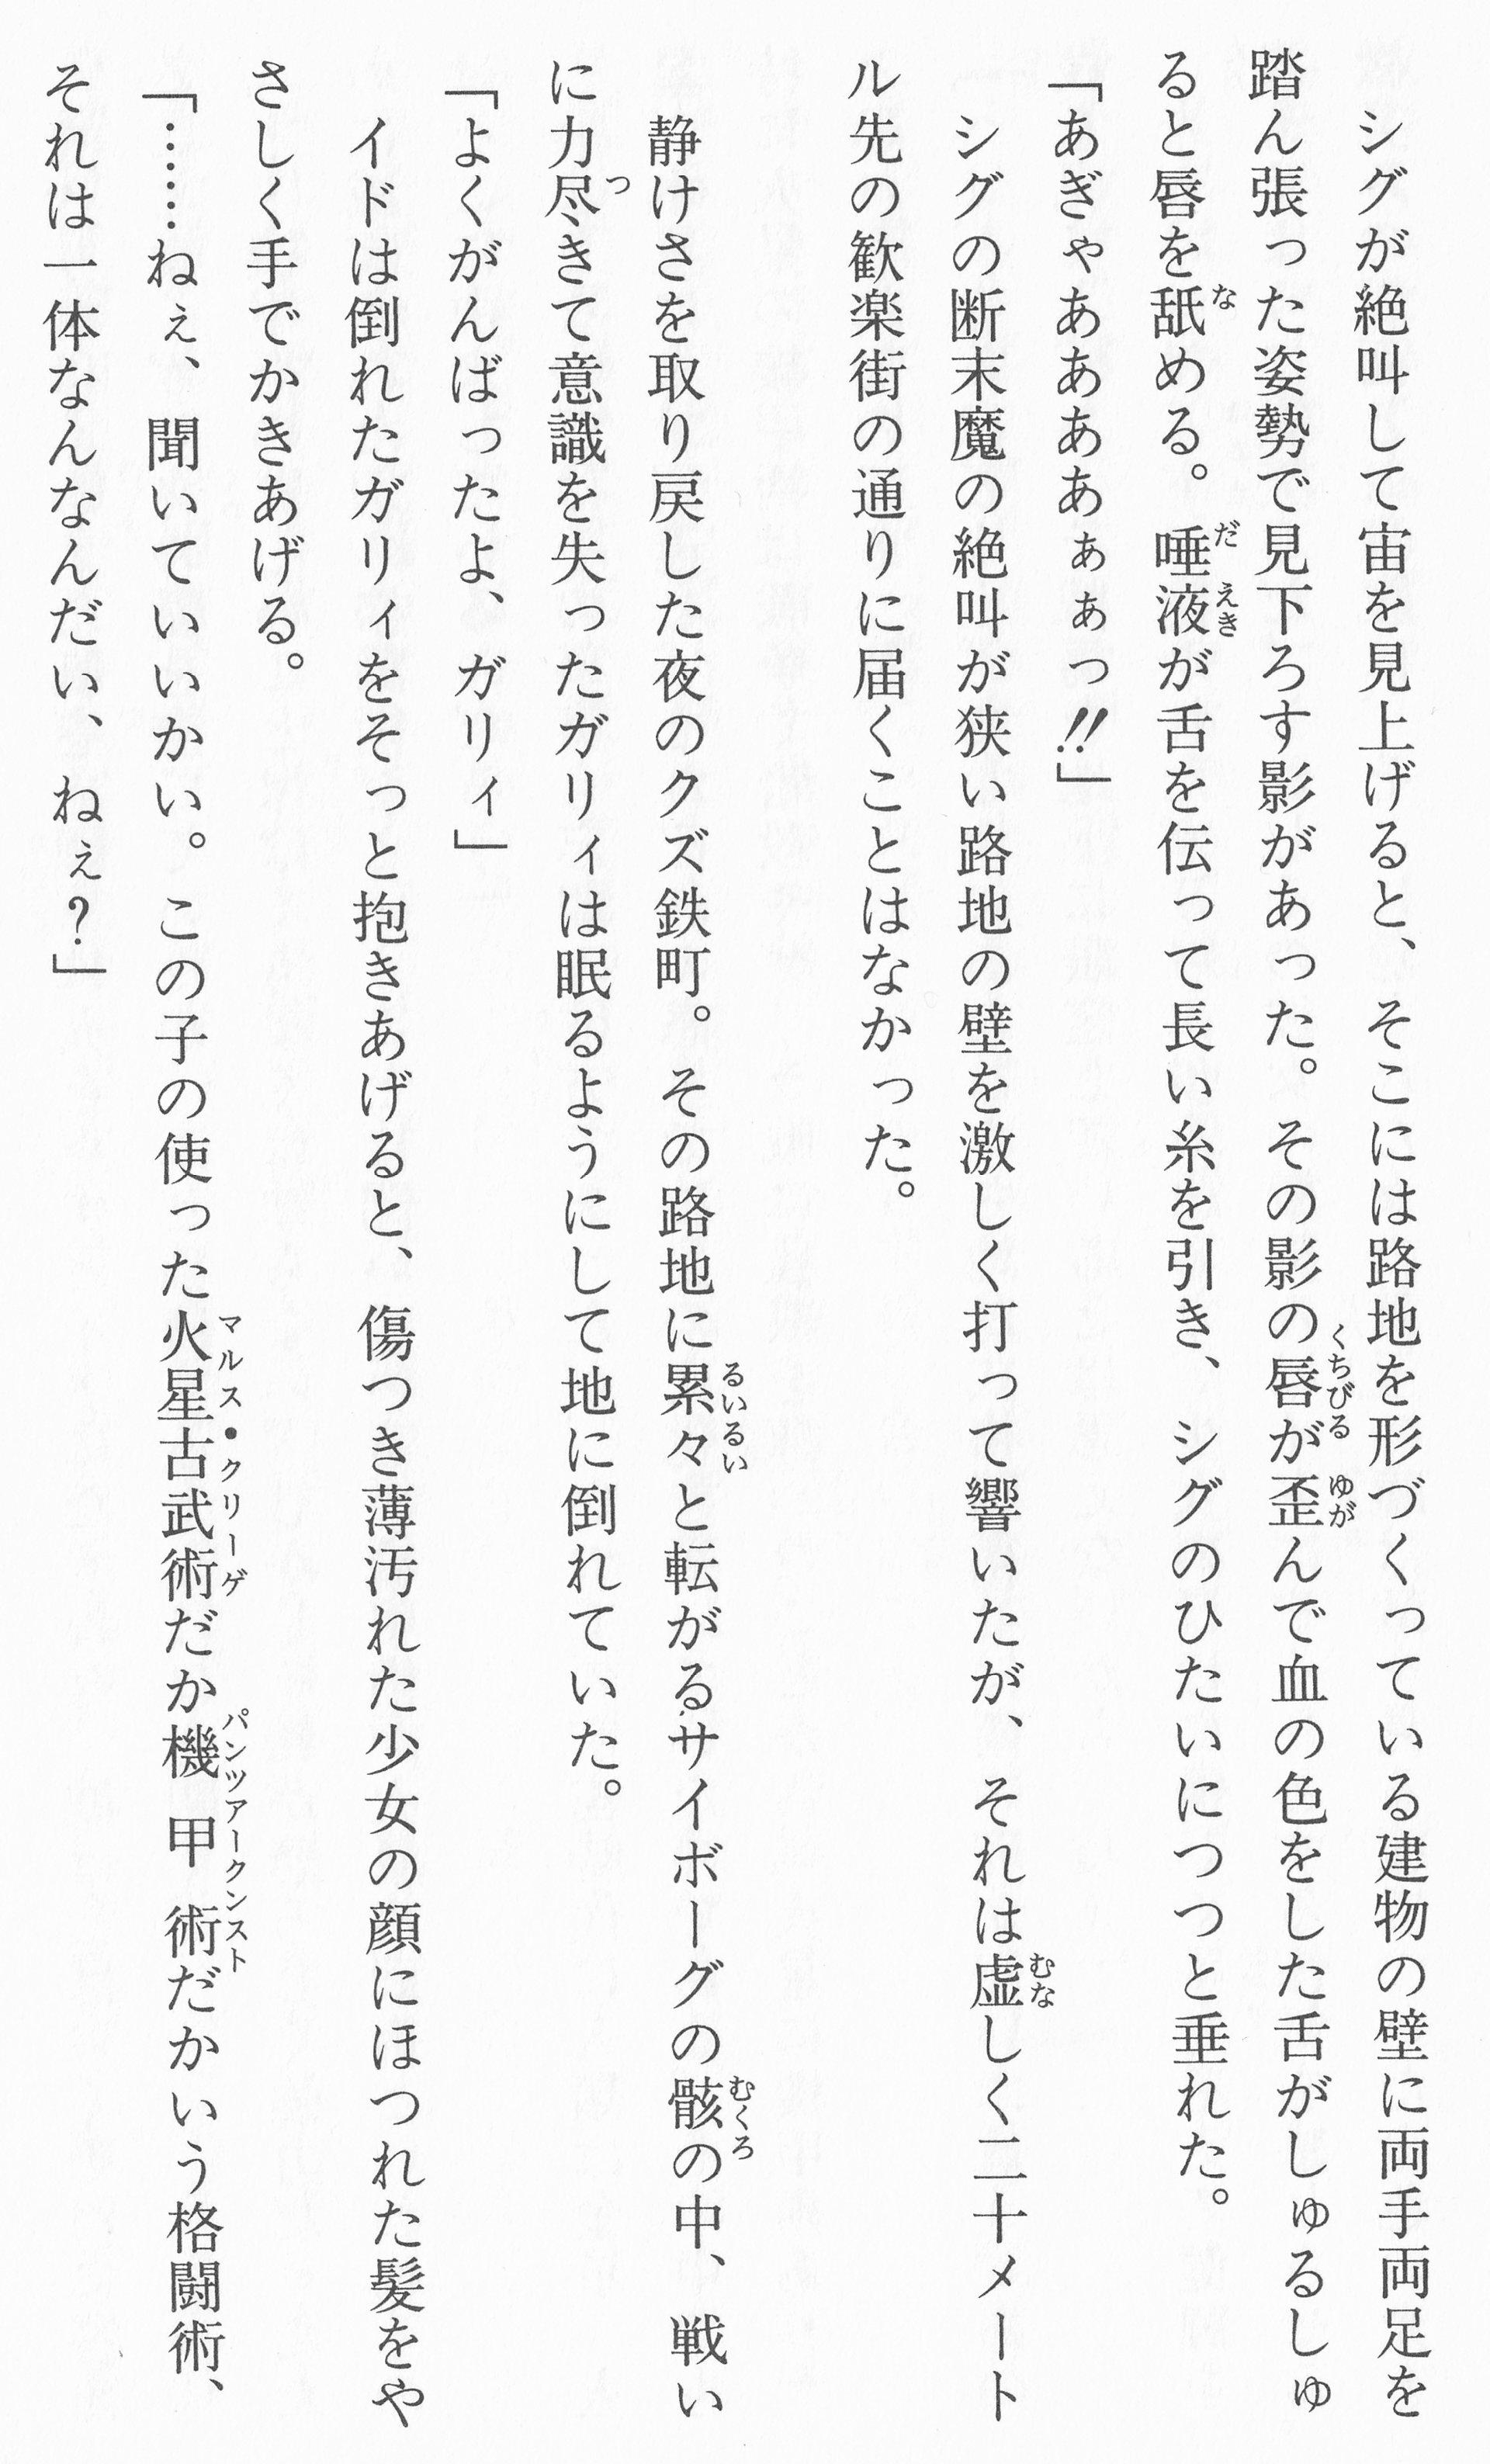 シグが絶叫して宙を見上げると、そこには路地を形づくっている建物の壁に両手両足を
踏ん張った姿勢で見下ろす影があった。その影の唇が歪んで血の色をした舌がしゅるしゅ
ると唇を舐める。唾液が舌を伝って長い糸を引き、シグのひたいにつつと垂れた。
「あぎゃああああぁぁっ!!」
シグの断末魔の絶叫が狭い路地の壁を激しく打って響いたが、それは虚しく二十メート
ル先の歓楽街の通りに届くことはなかった。
静けさを取り戻した夜のクズ鉄町。その路地に累々と転がるサイボーグの骸の中、戦い
に力尽きて意識を失ったガリィは眠るようにして地に倒れていた。
「よくがんばったよ、ガリィ」
イドは倒れたガリィをそっと抱きあげると、傷つき薄汚れた少女の顔にほつれた髪をや
さしく手でかきあげる。
「……ねぇ、聞いていいかい。この子の使った火星古武術だか機甲術だかいう格闘術、
それは一体なんなんだい、ねぇ?」